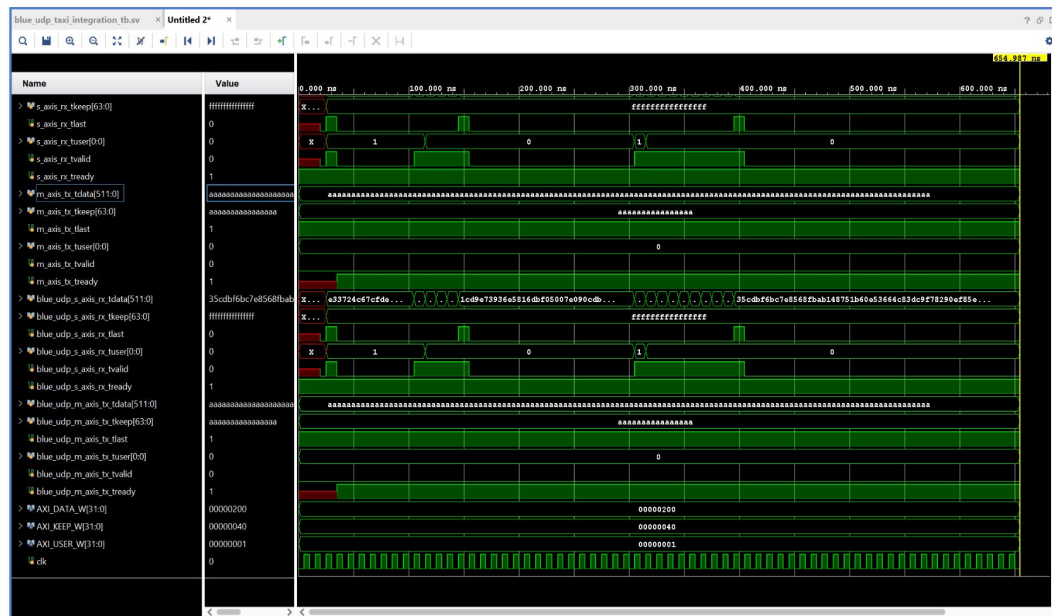 blue_udp_taxi_integration_tb.sv × Untitled 2* ×
654.987 ns
Name Value
0.000 ns 100.000 ns 200.000 ns 300.000 ns 400.000 ns 500.000 ns 600.000 ns
s_axis_rx_tkeep[63:0] ffffffffffffffff X... ffffffffffffffff
s_axis_rx_tlast 0
s_axis_rx_tuser[0:0] 0 X 1 0 1 0
s_axis_rx_tvalid 0
s_axis_rx_tready 1
m_axis_tx_tdata[511:0]
m_axis_tx_tkeep[63:0] aaaaaaaaaaaaaaaa aaaaaaaaaaaaaaaa
m_axis_tx_tlast 1
m_axis_tx_tuser[0:0] 0 0
m_axis_tx_tvalid 0
m_axis_tx_tready 1
blue_udp_s_axis_rx_tdata[511:0] 35cdbf6bc7e8568fbab X... e33724c67cfde... . . . . 1cd9e73936e5816dbf05007e090cdb... . . . . . . . . . 35cdbf6bc7e8568fbab148751b60e53664c83dc9f78290ef85e...
blue_udp_s_axis_rx_tkeep[63:0] ffffffffffffffff X... ffffffffffffffff
blue_udp_s_axis_rx_tlast 0
blue_udp_s_axis_rx_tuser[0:0] 0 X 1 0 1 0
blue_udp_s_axis_rx_tvalid 0
blue_udp_s_axis_rx_tready 1
blue_udp_m_axis_tx_tdata[511:0]
blue_udp_m_axis_tx_tkeep[63:0] aaaaaaaaaaaaaaaa aaaaaaaaaaaaaaaa
blue_udp_m_axis_tx_tlast 1
blue_udp_m_axis_tx_tuser[0:0] 0 0
blue_udp_m_axis_tx_tvalid 0
blue_udp_m_axis_tx_tready 1
AXI_DATA_W[31:0] 00000200 00000200
AXI_KEEP_W[31:0] 00000040 00000040
AXI_USER_W[31:0] 00000001 00000001
clk 0